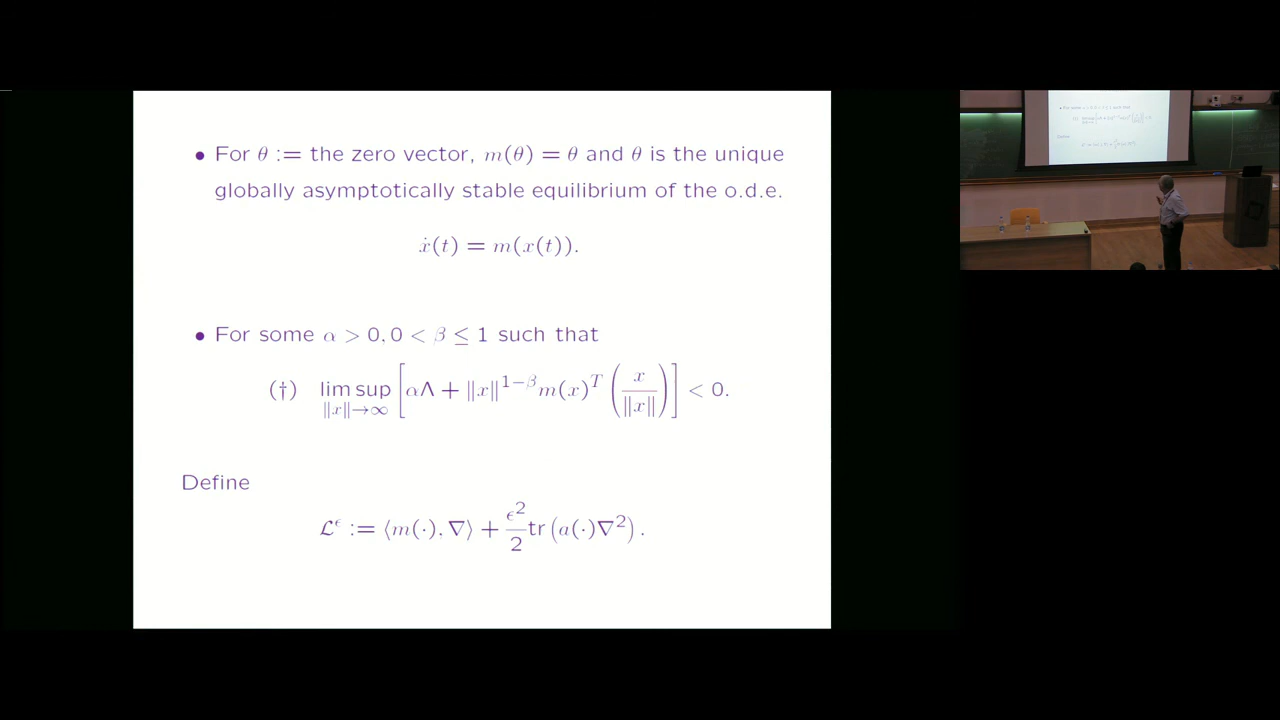 • For θ := the zero vector, m(θ) = θ and θ is the unique
globally asymptotically stable equilibrium of the o.d.e.
ẋ(t) = m(x(t)).
• For some α > 0, 0 < β ≤ 1 such that
(†) lim sup_{‖x‖→∞} [αΛ + ‖x‖^{1−β} m(x)^T (x/‖x‖)] < 0.
Define
ℒ^ϵ := ⟨m(·), ∇⟩ + ϵ²/2 tr(a(·)∇²).